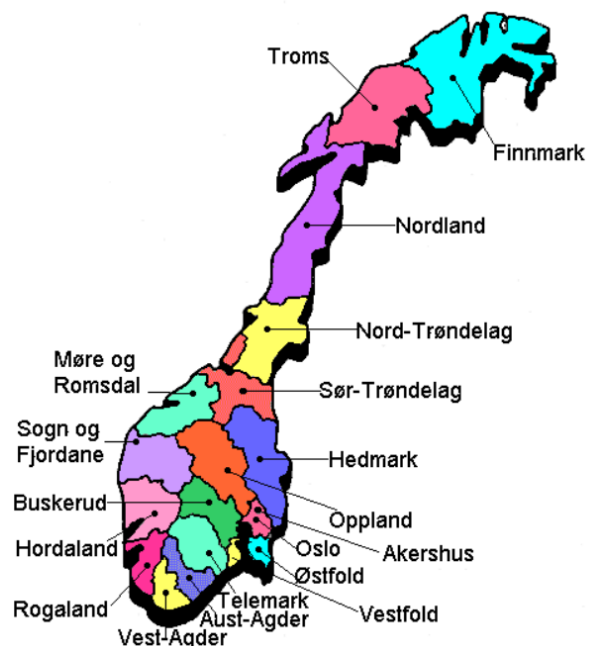 Troms
Finnmark
Nordland
Nord-Trøndelag
Møre og
Romsdal
Sør-Trøndelag
Sogn og
Fjordane
Hedmark
Buskerud
Oppland
Hordaland
Oslo
Akershus
Østfold
Rogaland
Telemark
Vestfold
Aust-Agder
Vest-Agder